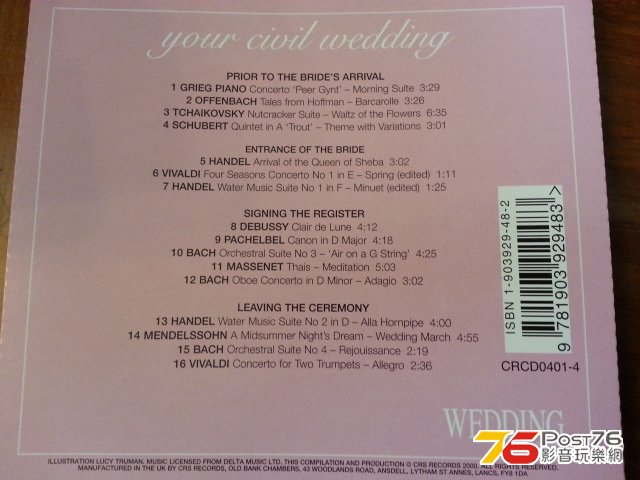 your civil wedding
PRIOR TO THE BRIDE'S ARRIVAL
1 GRIEG PIANO Concerto 'Peer Gynt' – Morning Suite 3:29
2 OFFENBACH Tales from Hoffman – Barcarolle 3:26
3 TCHAIKOVSKY Nutcracker Suite – Waltz of the Flowers 6:35
4 SCHUBERT Quintet in A 'Trout' – Theme with Variations 3:01
ENTRANCE OF THE BRIDE
5 HANDEL Arrival of the Queen of Sheba 3:02
6 VIVALDI Four Seasons Concerto No 1 in E – Spring (edited) 1:11
7 HANDEL Water Music Suite No 1 in F – Minuet (edited) 1:25
SIGNING THE REGISTER
8 DEBUSSY Clair de Lune 4:12
9 PACHELBEL Canon in D Major 4:18
10 BACH Orchestral Suite No 3 – 'Air on a G String' 4:25
11 MASSENET Thais – Meditation 5:03
12 BACH Oboe Concerto in D Minor – Adagio 3:02
LEAVING THE CEREMONY
13 HANDEL Water Music Suite No 2 in D – Alla Hornpipe 4:00
14 MENDELSSOHN A Midsummer Night's Dream – Wedding March 4:55
15 BACH Orchestral Suite No 4 – Rejouissance 2:19
16 VIVALDI Concerto for Two Trumpets – Allegro 2:36
ISBN 1-903929-48-2
9 781903 929483 >
CRCD0401-4
WEDDING
ILLUSTRATION LUCY TRUMAN, MUSIC LICENSED FROM DELTA MUSIC LTD. THIS COMPILATION AND PRODUCTION © CRS RECORDS 2000. ALL RIGHTS RESERVED.
MANUFACTURED IN THE UK BY CRS RECORDS, OLD BANK CHAMBERS, 43 WOODLANDS ROAD, ANSDELL, LYTHAM ST ANNES, LANCS, FY8 1DA
76 Post76
影音玩樂網